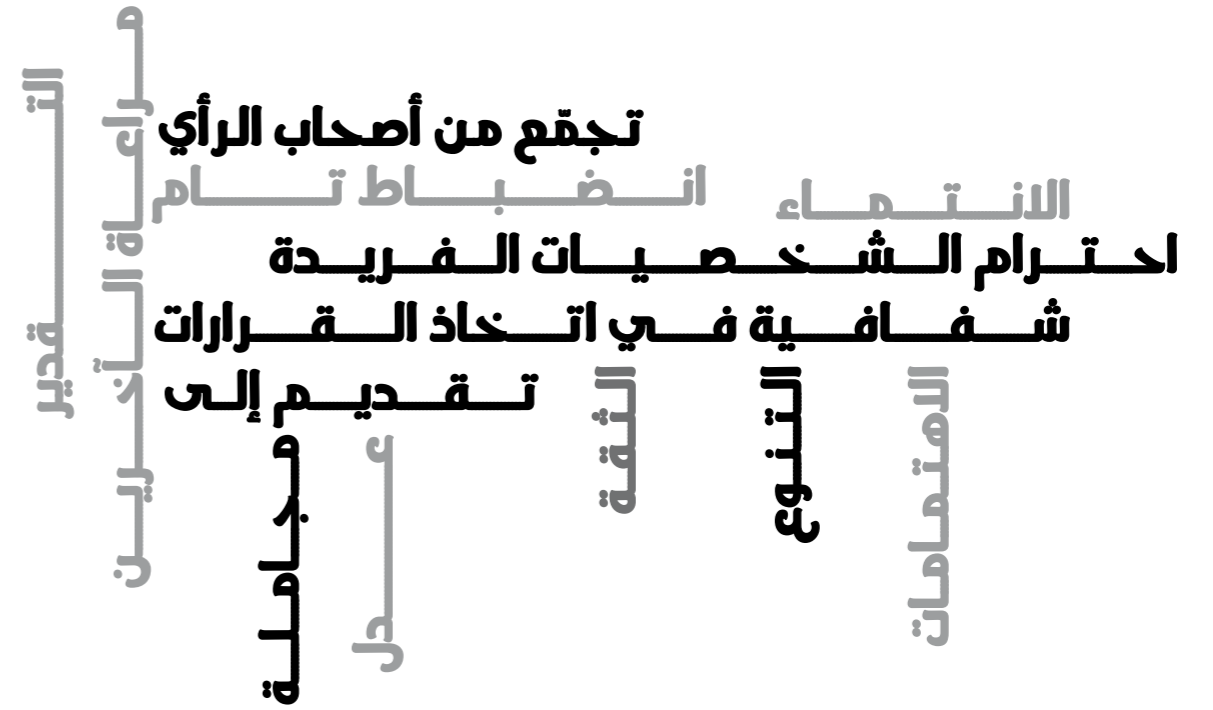 تجمّع من أصحاب الرأي
الانتماء
انضباط تام
احترام الشخصيات الفريدة
شفافية في اتخاذ القرارات
تقديم إلى
التقدير
مراعاة الآخرين
مجاملة
عدل
الثقة
التنوع
الاهتمامات